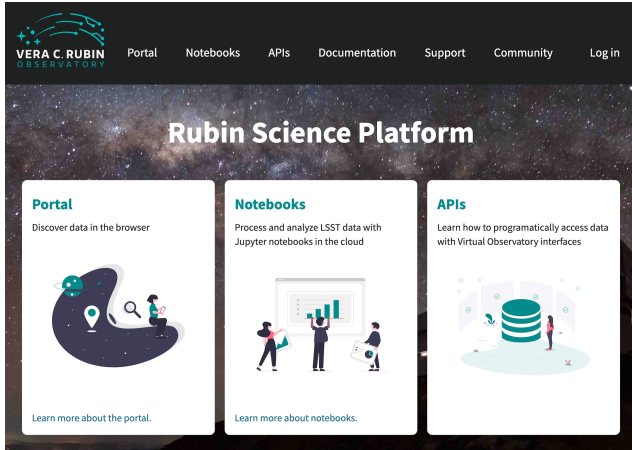 VERA C. RUBIN
OBSERVATORY
Portal
Notebooks
APIs
Documentation
Support
Community
Log in
Rubin Science Platform
Portal
Discover data in the browser
Learn more about the portal.
Notebooks
Process and analyze LSST data with
Jupyter notebooks in the cloud
Learn more about notebooks.
APIs
Learn how to programatically access data
with Virtual Observatory interfaces